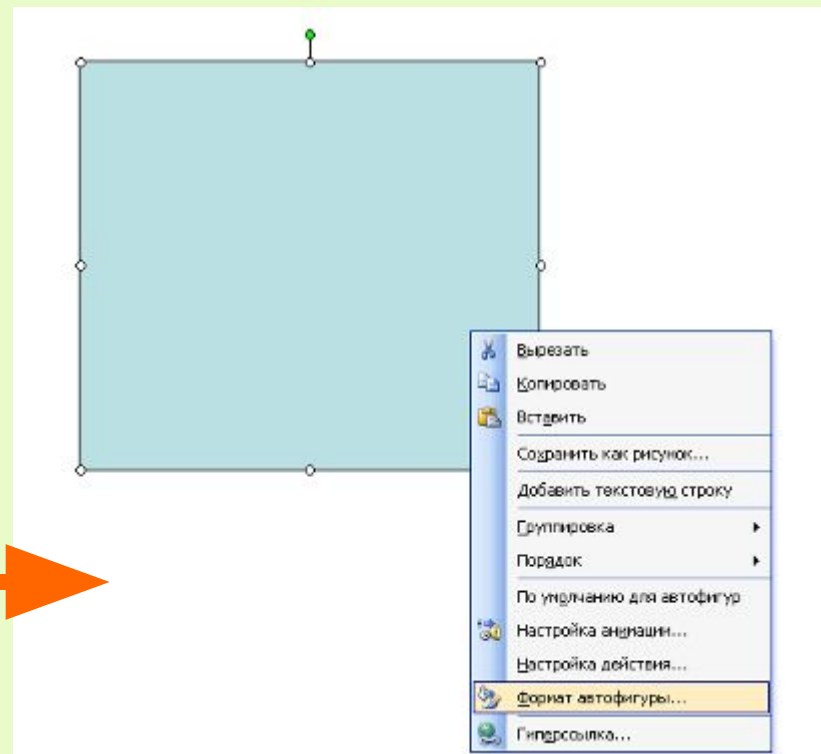 Вырезать
Копировать
Вставить
Сохранить как рисунок...
Добавить текстовую строку
Группировка
Порядок
По умолчанию для автофигур
Настройка анимации...
Настройка действия...
Формат автофигуры...
Гиперссылка...